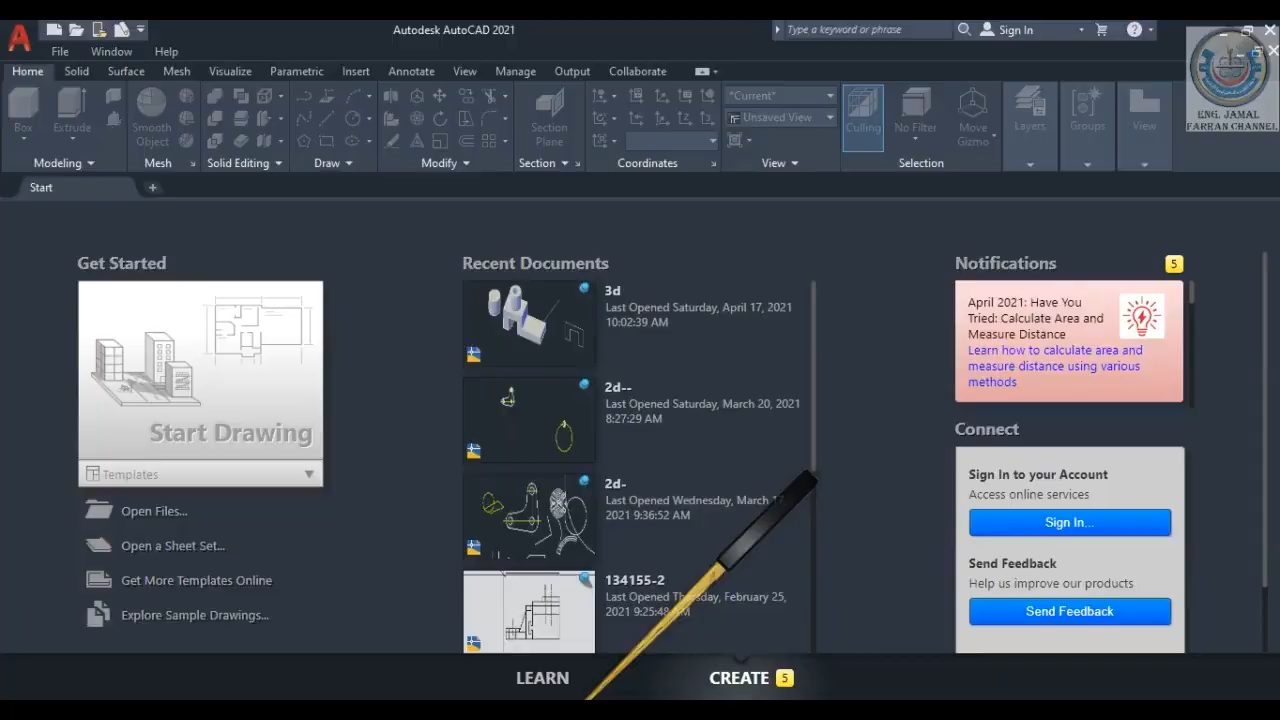 Autodesk AutoCAD 2021
Type a keyword or phrase
Sign In
File Window Help
Home Solid Surface Mesh Visualize Parametric Insert Annotate View Manage Output Collaborate
Box
Extrude
Smooth
Object
Section
Plane
*Current*
Unsaved View
Culling
No Filter
Move
Gizmo
Layers
Groups
View
ENG. JAMAL
FARRAN CHANNEL
Modeling Mesh Solid Editing Draw Modify Section Coordinates View Selection
Start
Get Started
Start Drawing
Templates
Open Files...
Open a Sheet Set...
Get More Templates Online
Explore Sample Drawings...
Recent Documents
3d
Last Opened Saturday, April 17, 2021
10:02:39 AM
2d--
Last Opened Saturday, March 20, 2021
8:27:29 AM
2d-
Last Opened Wednesday, March 17
2021 9:36:52 AM
134155-2
Last Opened Thursday, February 25,
2021 9:25:48 AM
Notifications 5
April 2021: Have You
Tried: Calculate Area and
Measure Distance
Learn how to calculate area and
measure distance using various
methods
Connect
Sign In to your Account
Access online services
Sign In...
Send Feedback
Help us improve our products
Send Feedback
LEARN
CREATE 5